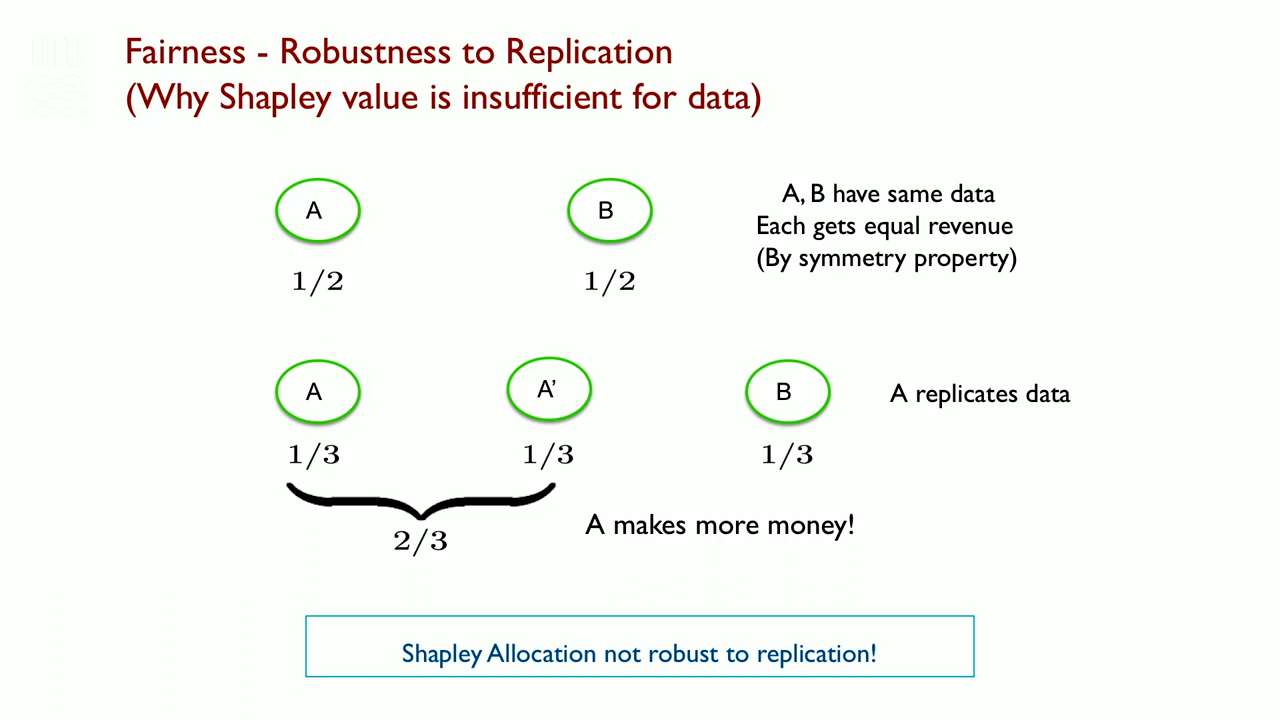 Fairness - Robustness to Replication
(Why Shapley value is insufficient for data)
A
B
A, B have same data
Each gets equal revenue
(By symmetry property)
1/2
1/2
A
A'
B
A replicates data
1/3
1/3
1/3
2/3
A makes more money!
Shapley Allocation not robust to replication!